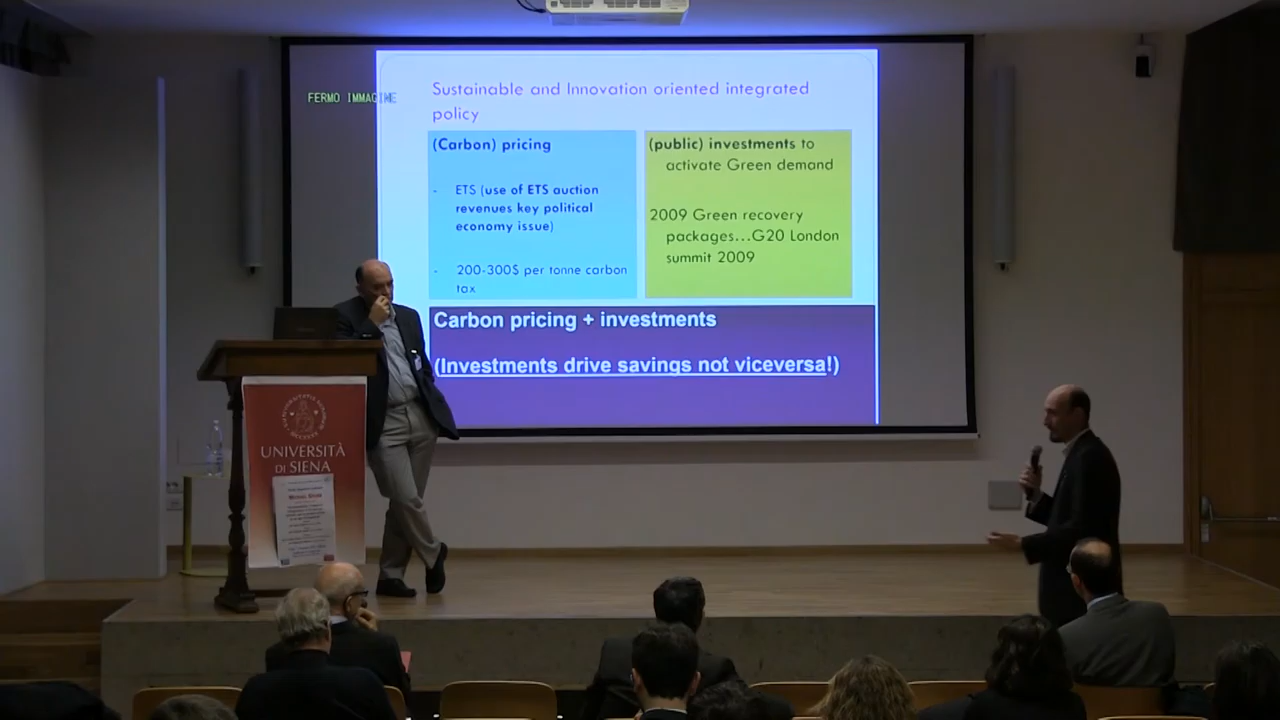 FERMO IMMAGINE
Sustainable and Innovation oriented integrated
policy
(Carbon) pricing
- ETS (use of ETS auction
revenues key political
economy issue)
- 200-300$ per tonne carbon
tax
(public) investments to
activate Green demand
2009 Green recovery
packages...G20 London
summit 2009
Carbon pricing + investments
(Investments drive savings not viceversa!)
UNIVERSITÀ
DI SIENA